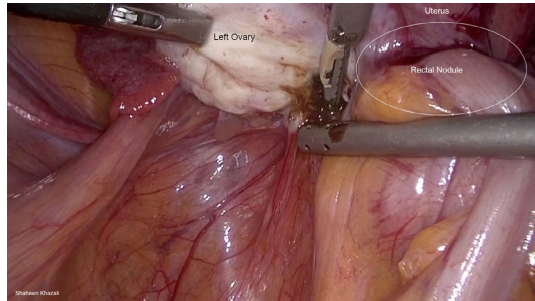 Uterus
Left Ovary
Rectal Nodule
Shaheen Khazali